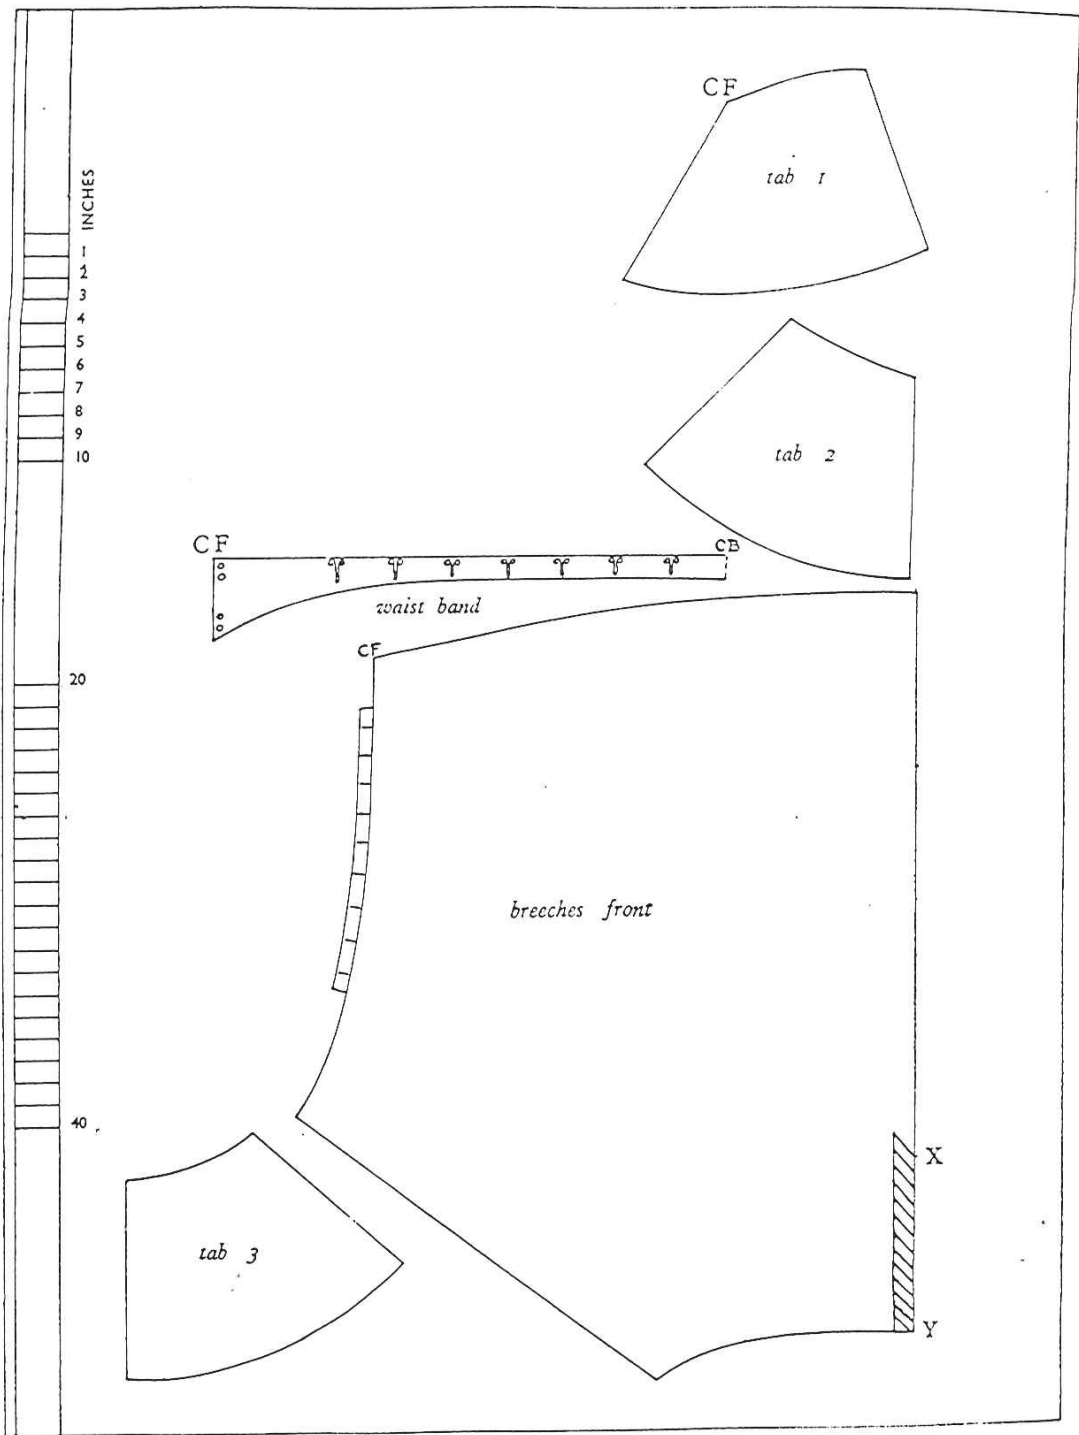 INCHES
1
2
3
4
5
6
7
8
9
10
20
40
CF
tab 1
tab 2
CF
CB
waist band
CF
breeches front
X
Y
tab 3